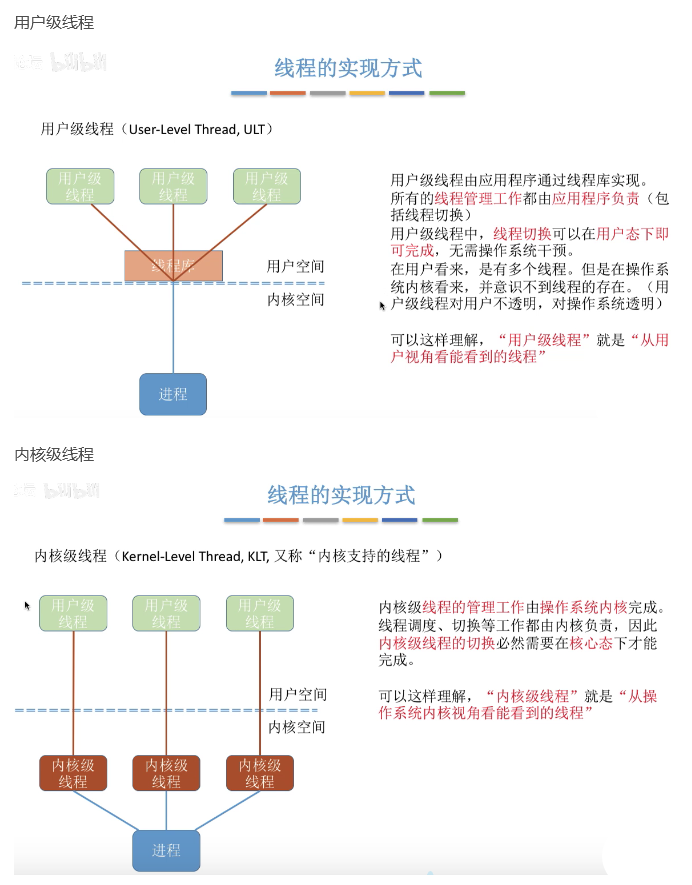 用户级线程
bilibili
线程的实现方式
用户级线程（User-Level Thread, ULT）
用户级
线程
用户级
线程
用户级
线程
线程库
用户空间
内核空间
进程
用户级线程由应用程序通过线程库实现。
所有的线程管理工作都由应用程序负责（包
括线程切换）
用户级线程中，线程切换可以在用户态下即
可完成，无需操作系统干预。
在用户看来，是有多个线程。但是在操作系
统内核看来，并意识不到线程的存在。（用
户级线程对用户不透明，对操作系统透明）
可以这样理解，“用户级线程”就是“从用
户视角看能看到的线程”
内核级线程
bilibili
线程的实现方式
内核级线程（Kernel-Level Thread, KLT, 又称“内核支持的线程”）
用户级
线程
用户级
线程
用户级
线程
用户空间
内核空间
内核级
线程
内核级
线程
内核级
线程
进程
内核级线程的管理工作由操作系统内核完成。
线程调度、切换等工作都由内核负责，因此
内核级线程的切换必然需要在核心态下才能
完成。
可以这样理解，“内核级线程”就是“从操
作系统内核视角看能看到的线程”